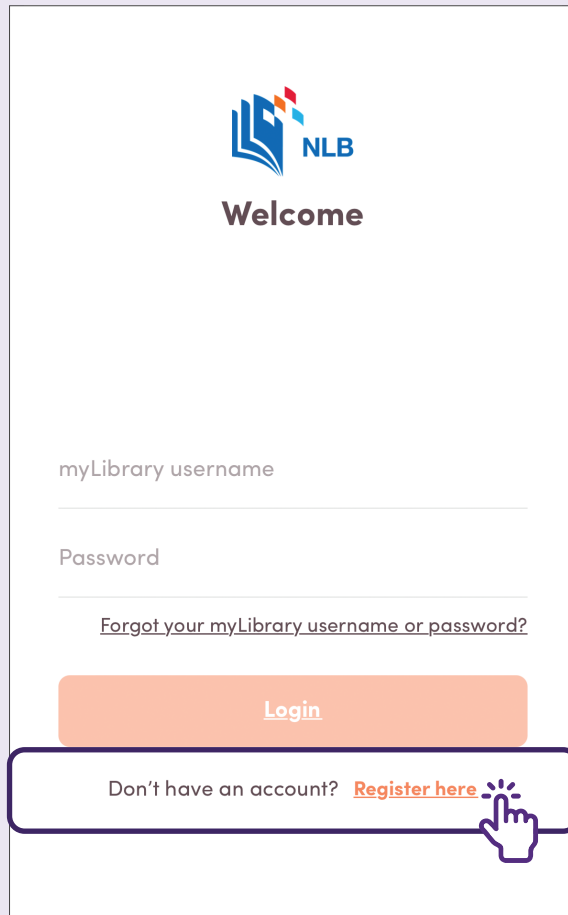 NLB
Welcome
myLibrary username
Password
Forgot your myLibrary username or password?
Login
Don’t have an account? Register here